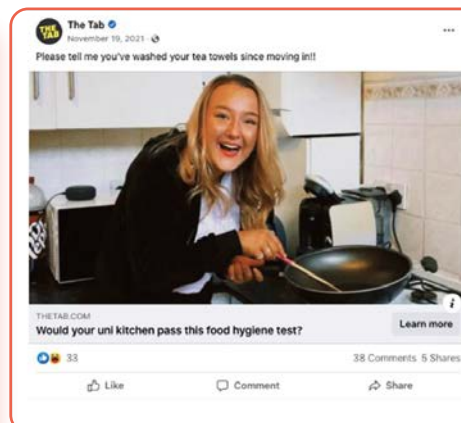 THE TAB
The Tab
November 19, 2021 ·
Please tell me you've washed your tea towels since moving in!!
THETAB.COM
Would your uni kitchen pass this food hygiene test?
Learn more
33
38 Comments 5 Shares
Like
Comment
Share